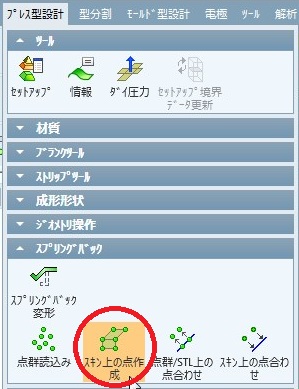 プレス型設計 型分割 モールド型設計 電極 ツール 解析
ツール
セットアップ 情報 ダイ圧力 セットアップ境界
データ更新
材質
ブランクツール
ストリップツール
成形形状
ジオメトリ操作
スプリングバック
スプリングバック
変形
点群読込み スキン上の点作
成 点群/STL上の
点合わせ スキン上の点合わ
せ